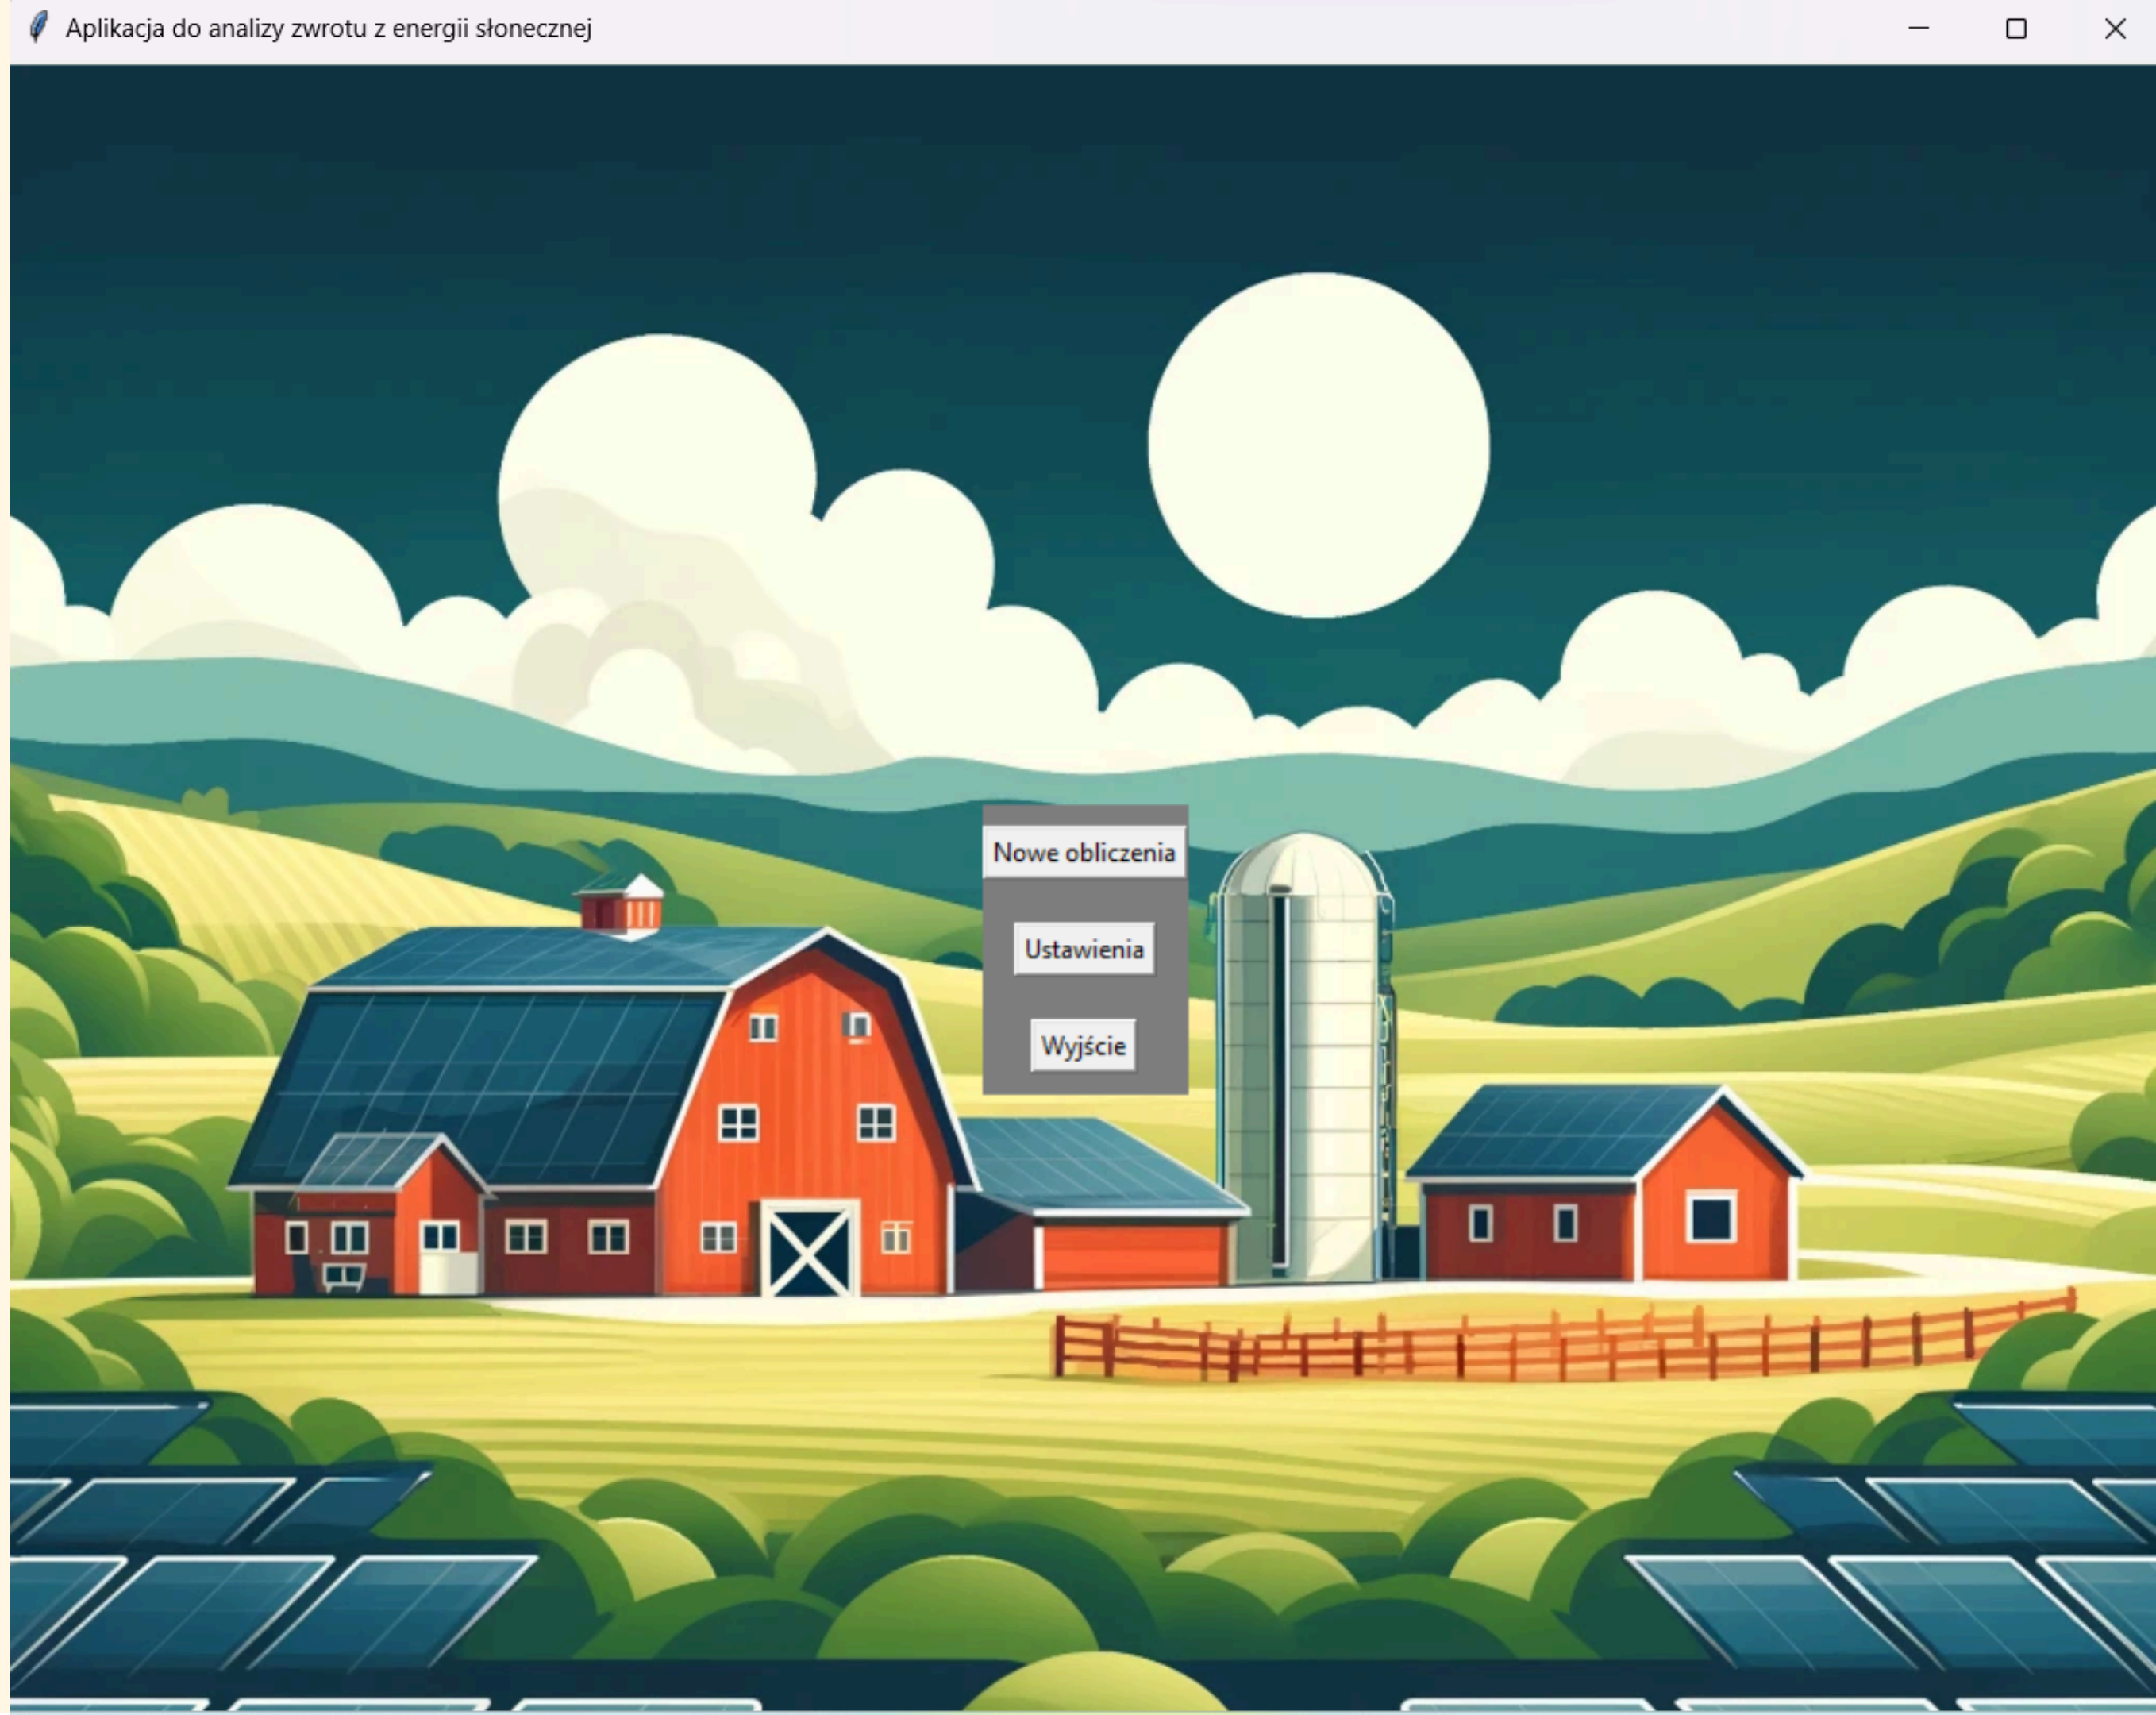 Aplikacja do analizy zwrotu z energii słonecznej
Nowe obliczenia
Ustawienia
Wyjście